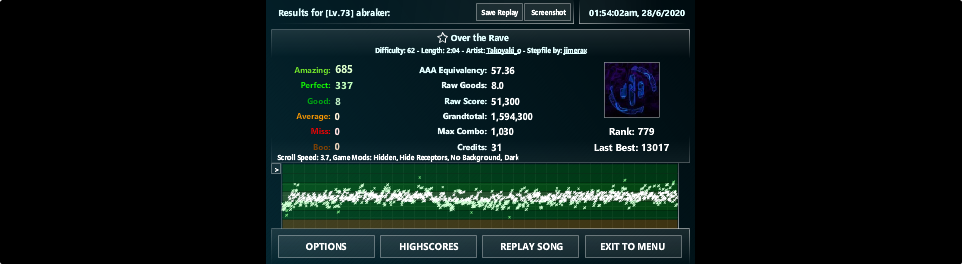 Results for [Lv.73] abraker:
Save Replay
Screenshot
01:54:02am, 28/6/2020
Over the Rave
Difficulty: 62 - Length: 2:04 - Artist: Takoyaki_o - Stepfile by: jimerax
Amazing: 685
Perfect: 337
Good: 8
Average: 0
Miss: 0
Boo: 0
AAA Equivalency: 57.36
Raw Goods: 8.0
Raw Score: 51,300
Grandtotal: 1,594,300
Max Combo: 1,030
Credits: 31
Rank: 779
Last Best: 13017
Scroll Speed: 3.7, Game Mods: Hidden, Hide Receptors, No Background, Dark
>
OPTIONS
HIGHSCORES
REPLAY SONG
EXIT TO MENU